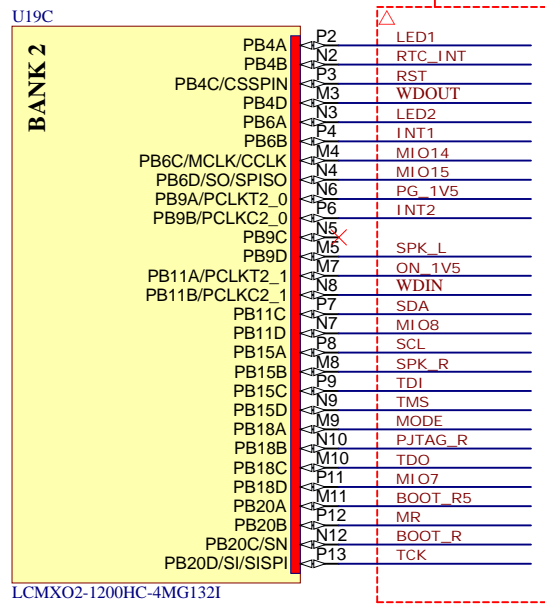 U19C
BANK 2
PB4A P2 LED1
PB4B N2 RTC_INT
PB4C/CSSPIN P3 RST
PB4D M3 WDOUT
PB6A N3 LED2
PB6B P4 INT1
PB6C/MCLK/CCLK M4 MIO14
PB6D/SO/SPISO N4 MIO15
PB9A/PCLKT2_0 N6 PG_1V5
PB9B/PCLKC2_0 P6 INT2
PB9C N5
PB9D M5 SPK_L
PB11A/PCLKT2_1 M7 ON_1V5
PB11B/PCLKC2_1 N8 WDIN
PB11C P7 SDA
PB11D N7 MIO8
PB15A P8 SCL
PB15B M8 SPK_R
PB15C P9 TDI
PB15D N9 TMS
PB18A M9 MODE
PB18B N10 PJTAG_R
PB18C M10 TDO
PB18D P11 MIO7
PB20A M11 BOOT_R5
PB20B P12 MR
PB20C/SN N12 BOOT_R
PB20D/SI/SISPI P13 TCK
LCMXO2-1200HC-4MG132I